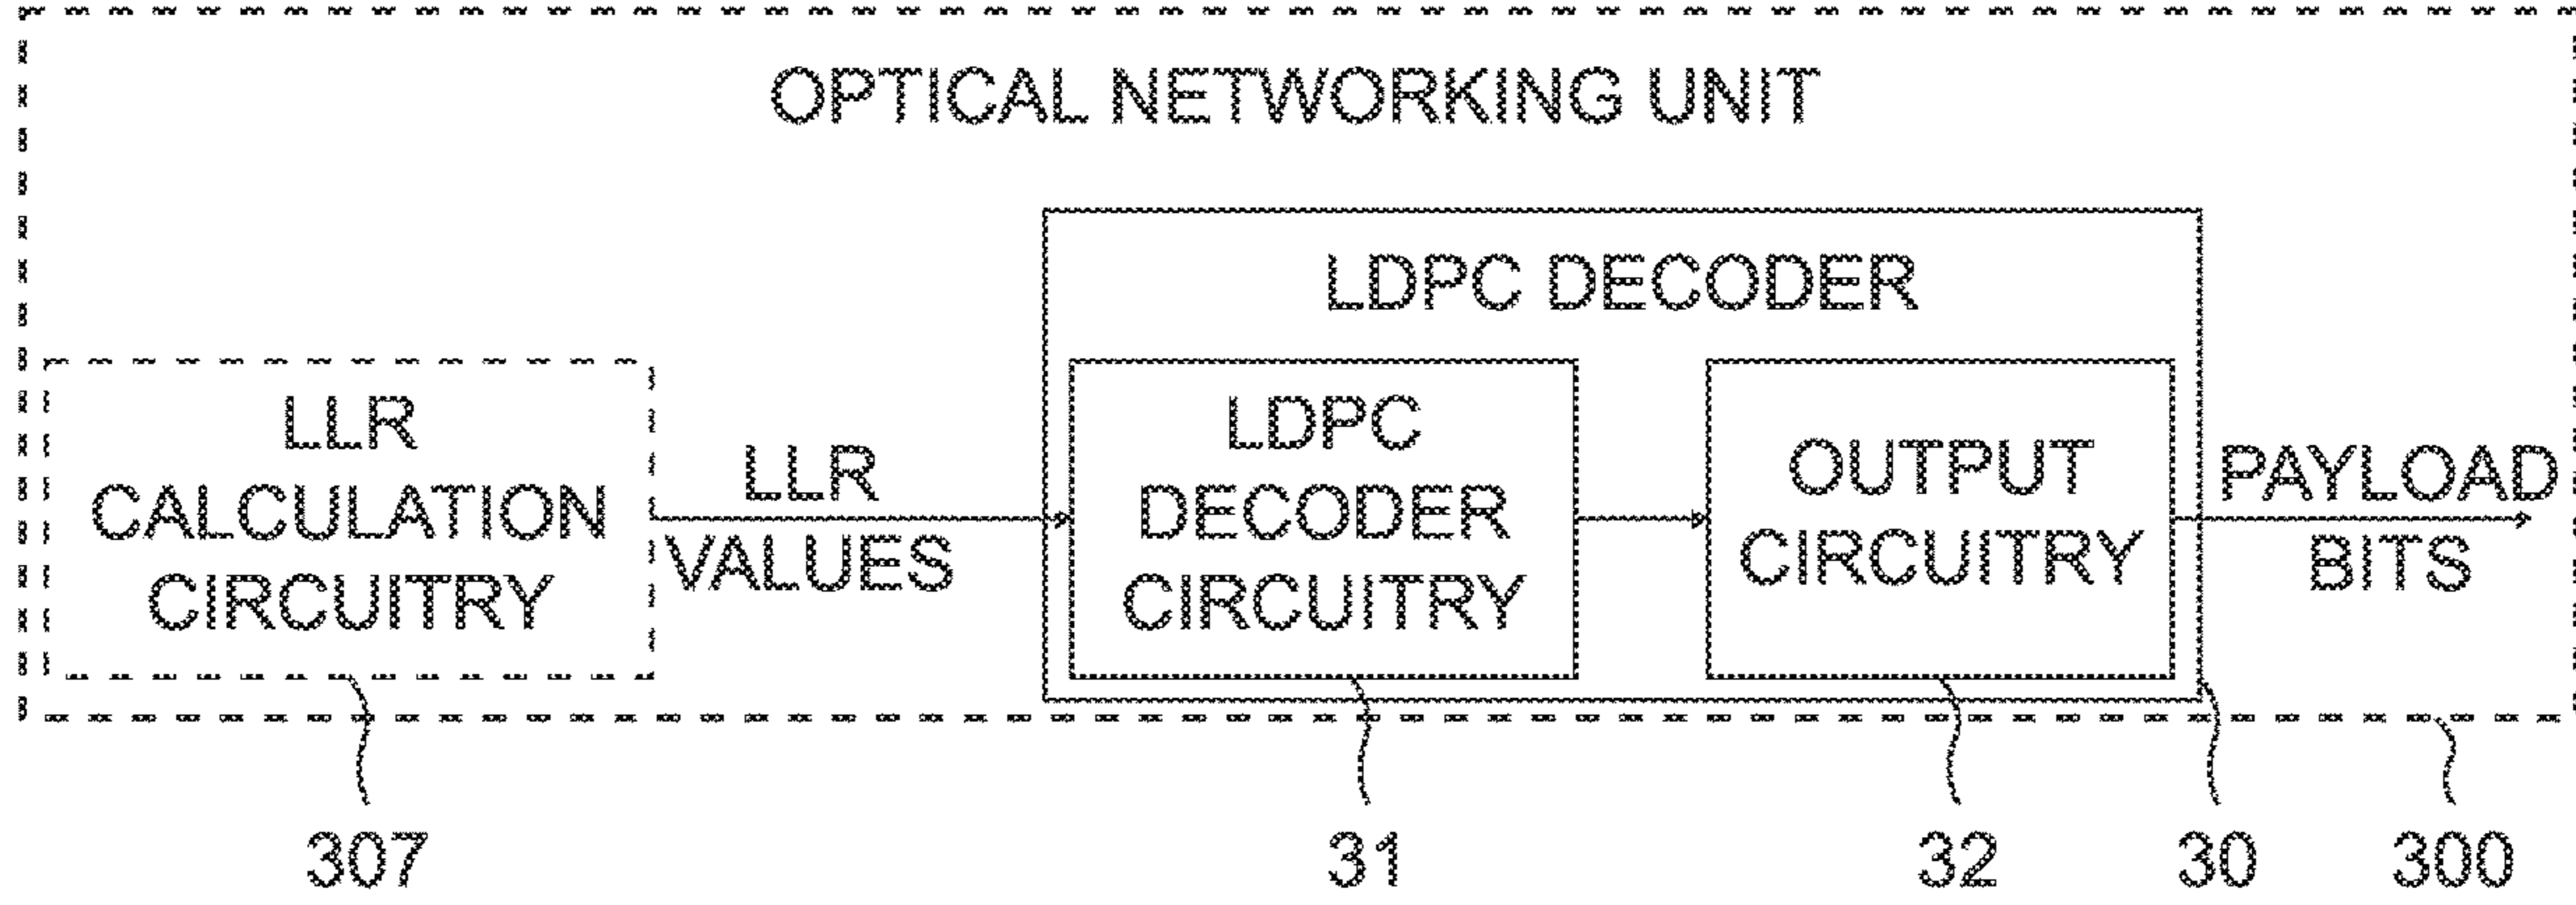 OPTICAL NETWORKING UNIT
LDPC DECODER
LLR
CALCULATION
CIRCUITRY
LLR
VALUES
LDPC
DECODER
CIRCUITRY
OUTPUT
CIRCUITRY
PAYLOAD
BITS
307
31
32
30
300